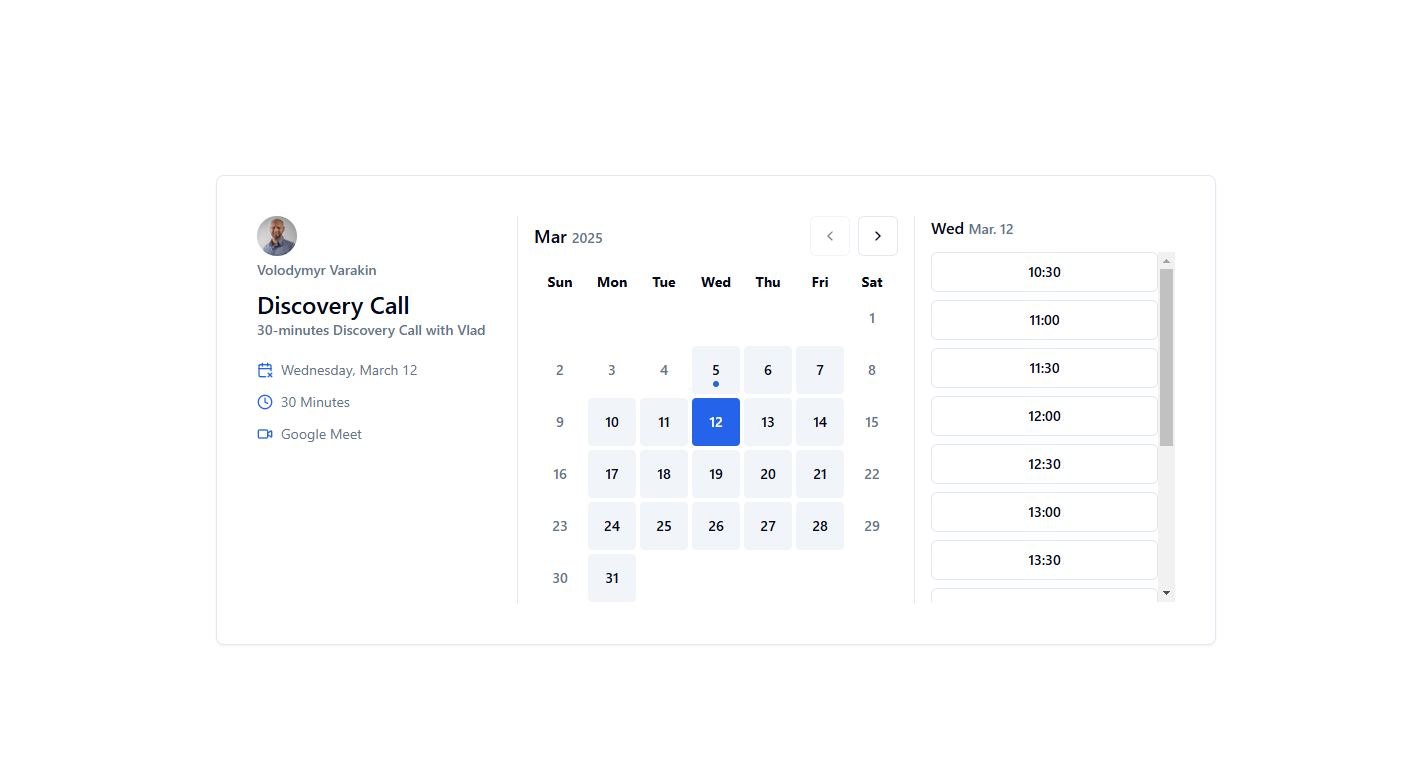 Volodymyr Varakin
Discovery Call
30-minutes Discovery Call with Vlad
Wednesday, March 12
30 Minutes
Google Meet
Mar 2025
Sun Mon Tue Wed Thu Fri Sat
1
2 3 4 5 6 7 8
9 10 11 12 13 14 15
16 17 18 19 20 21 22
23 24 25 26 27 28 29
30 31
Wed Mar. 12
10:30
11:00
11:30
12:00
12:30
13:00
13:30